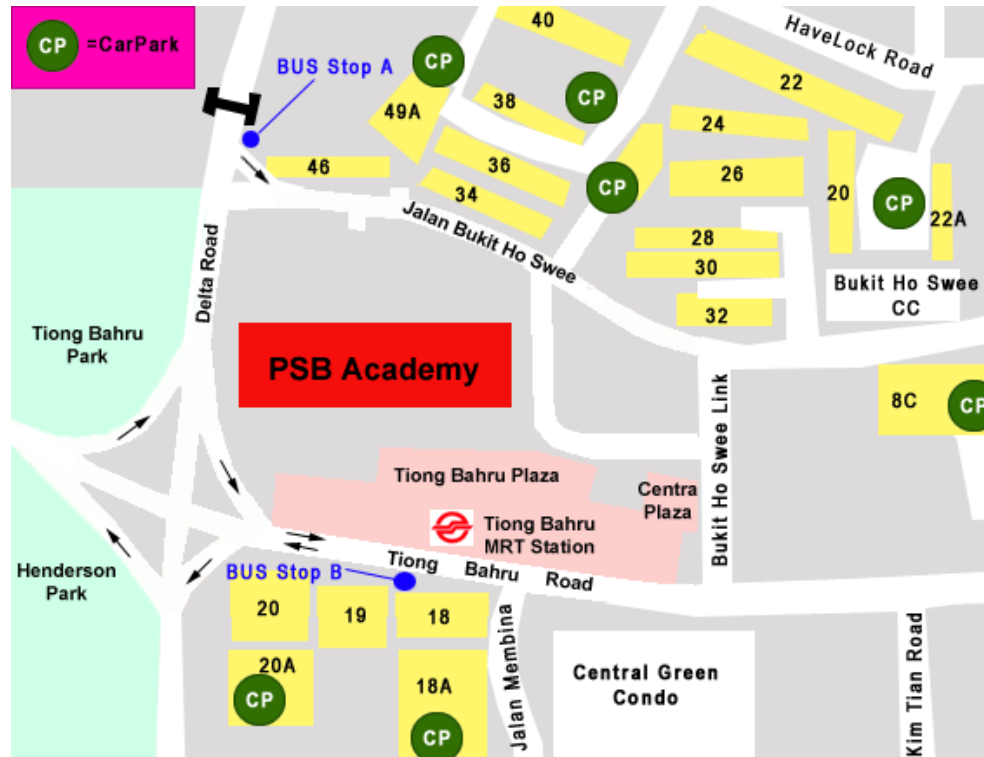 CP =CarPark
BUS Stop A
40
CP
CP
HaveLock Road
22
49A
38
24
46
36
34
CP
26
20
CP
22A
Jalan Bukit Ho Swee
28
30
32
Bukit Ho Swee
CC
Delta Road
Tiong Bahru
Park
PSB Academy
Bukit Ho Swee Link
8C
CP
Tiong Bahru Plaza
Centra
Plaza
Tiong Bahru
MRT Station
Tiong Bahru Road
Henderson
Park
BUS Stop B
20
19
18
20A
CP
18A
CP
Jalan Membina
Central Green
Condo
Kim Tian Road